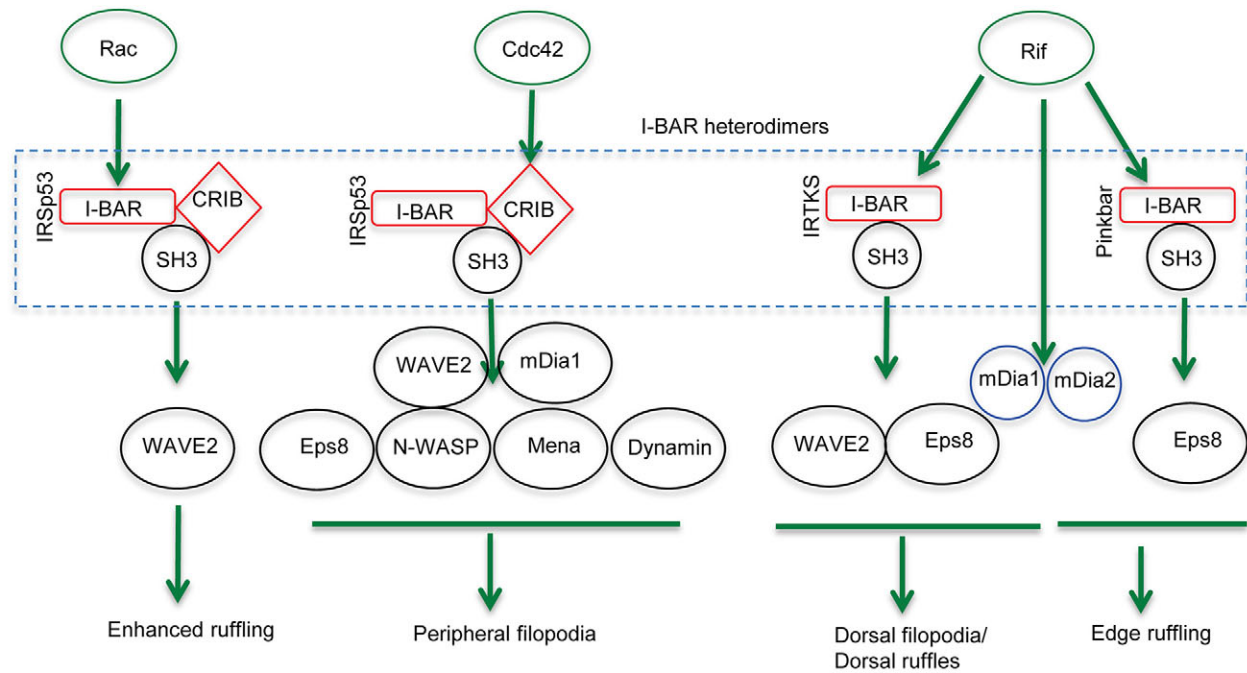 Rac
Cdc42
Rif
I-BAR heterodimers
IRSp53
I-BAR
CRIB
SH3
IRSp53
I-BAR
CRIB
SH3
IRTKS
I-BAR
SH3
Pinkbar
I-BAR
SH3
WAVE2
mDia1
mDia1
mDia2
WAVE2
Eps8
N-WASP
Mena
Dynamin
WAVE2
Eps8
Eps8
Enhanced ruffling
Peripheral filopodia
Dorsal filopodia/
Dorsal ruffles
Edge ruffling